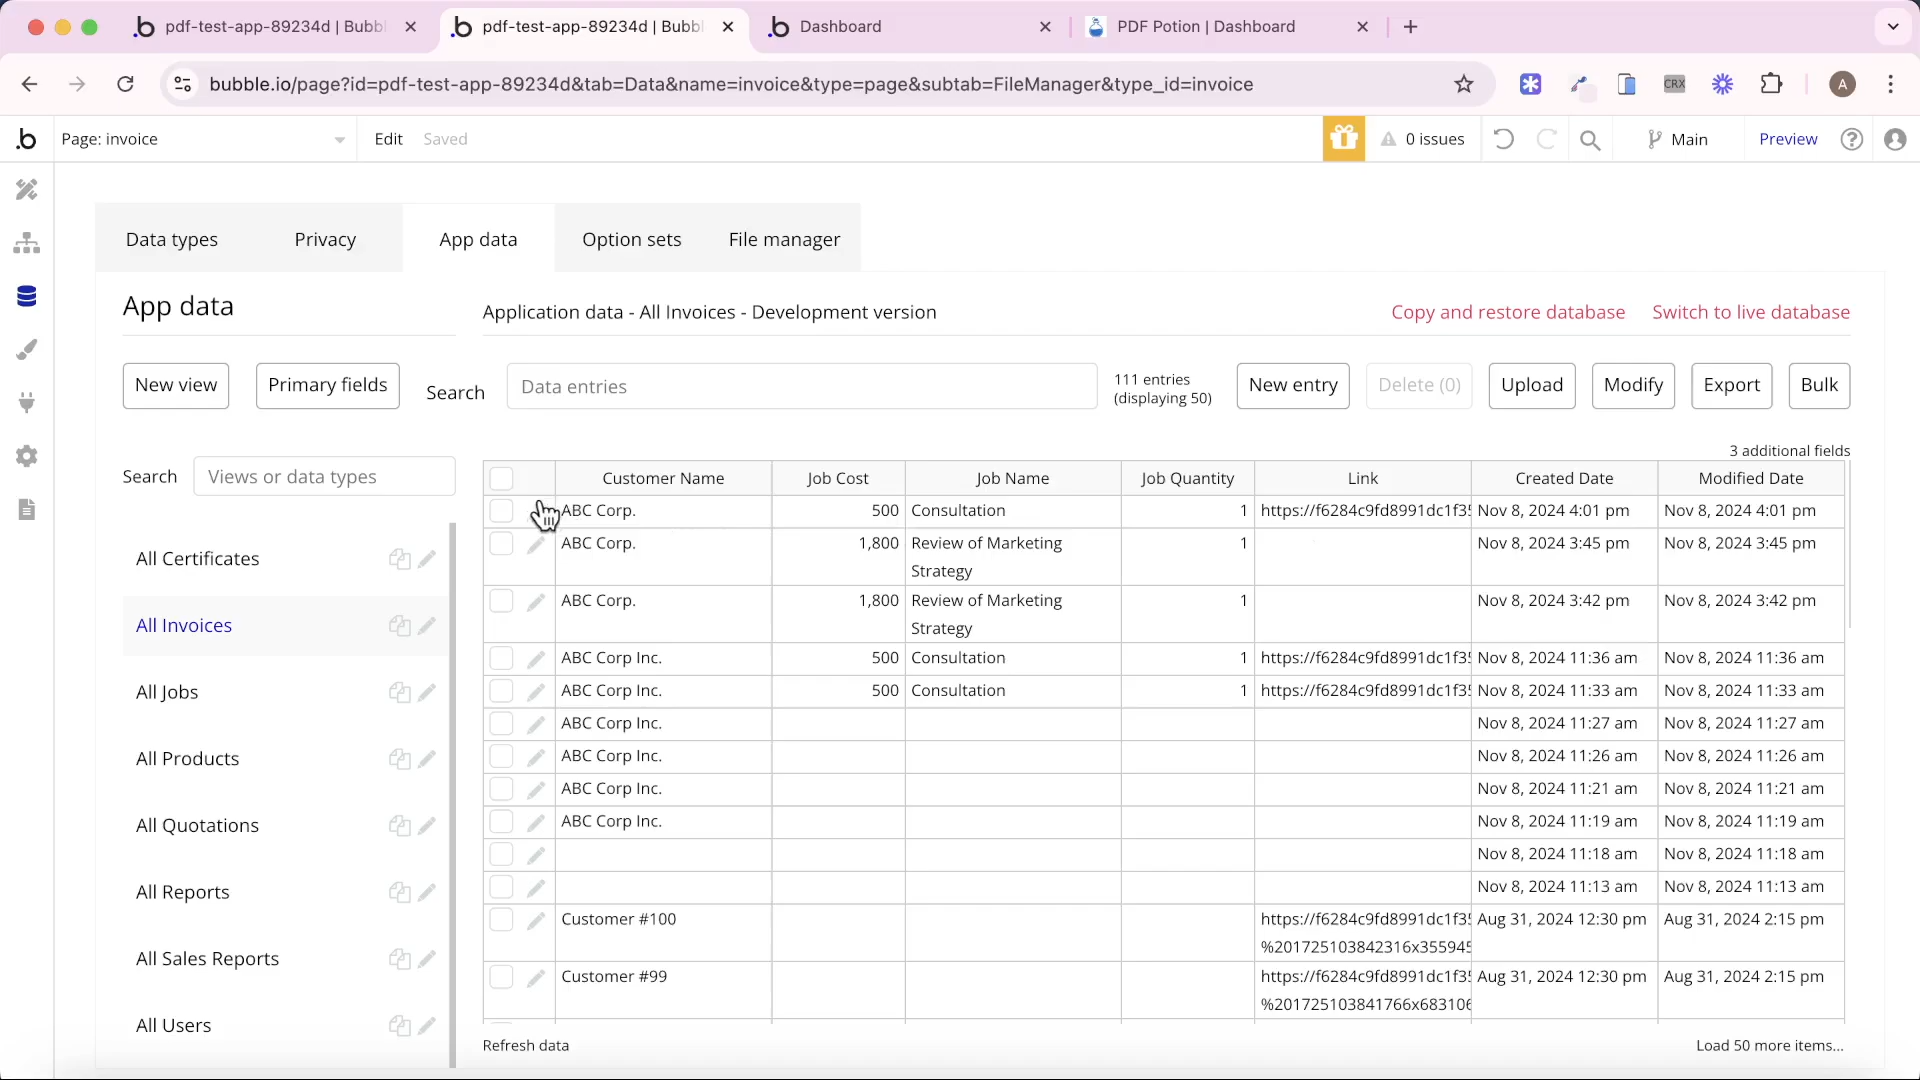 pdf-test-app-89234d | Bubbl
pdf-test-app-89234d | Bubbl
Dashboard
PDF Potion | Dashboard
bubble.io/page?id=pdf-test-app-89234d&tab=Data&name=invoice&type=page&subtab=FileManager&type_id=invoice
CRX
A
Page: invoice
Edit
Saved
0 issues
Main
Preview
Data types
Privacy
App data
Option sets
File manager
App data
Application data - All Invoices - Development version
Copy and restore database
Switch to live database
New view
Primary fields
Search
Data entries
111 entries
(displaying 50)
New entry
Delete (0)
Upload
Modify
Export
Bulk
3 additional fields
Search
Views or data types
All Certificates
All Invoices
All Jobs
All Products
All Quotations
All Reports
All Sales Reports
All Users
Customer Name Job Cost Job Name Job Quantity Link Created Date Modified Date
ABC Corp. 500 Consultation 1 https://f6284c9fd8991dc1f35 Nov 8, 2024 4:01 pm Nov 8, 2024 4:01 pm
ABC Corp. 1,800 Review of Marketing 1 Nov 8, 2024 3:45 pm Nov 8, 2024 3:45 pm
Strategy
ABC Corp. 1,800 Review of Marketing 1 Nov 8, 2024 3:42 pm Nov 8, 2024 3:42 pm
Strategy
ABC Corp Inc. 500 Consultation 1 https://f6284c9fd8991dc1f35 Nov 8, 2024 11:36 am Nov 8, 2024 11:36 am
ABC Corp Inc. 500 Consultation 1 https://f6284c9fd8991dc1f35 Nov 8, 2024 11:33 am Nov 8, 2024 11:33 am
ABC Corp Inc. Nov 8, 2024 11:27 am Nov 8, 2024 11:27 am
ABC Corp Inc. Nov 8, 2024 11:26 am Nov 8, 2024 11:26 am
ABC Corp Inc. Nov 8, 2024 11:21 am Nov 8, 2024 11:21 am
ABC Corp Inc. Nov 8, 2024 11:19 am Nov 8, 2024 11:19 am
Nov 8, 2024 11:18 am Nov 8, 2024 11:18 am
Nov 8, 2024 11:13 am Nov 8, 2024 11:13 am
Customer #100 https://f6284c9fd8991dc1f35 Aug 31, 2024 12:30 pm Aug 31, 2024 2:15 pm
%201725103842316x355945
Customer #99 https://f6284c9fd8991dc1f35 Aug 31, 2024 12:30 pm Aug 31, 2024 2:15 pm
%201725103841766x683106
Refresh data
Load 50 more items...